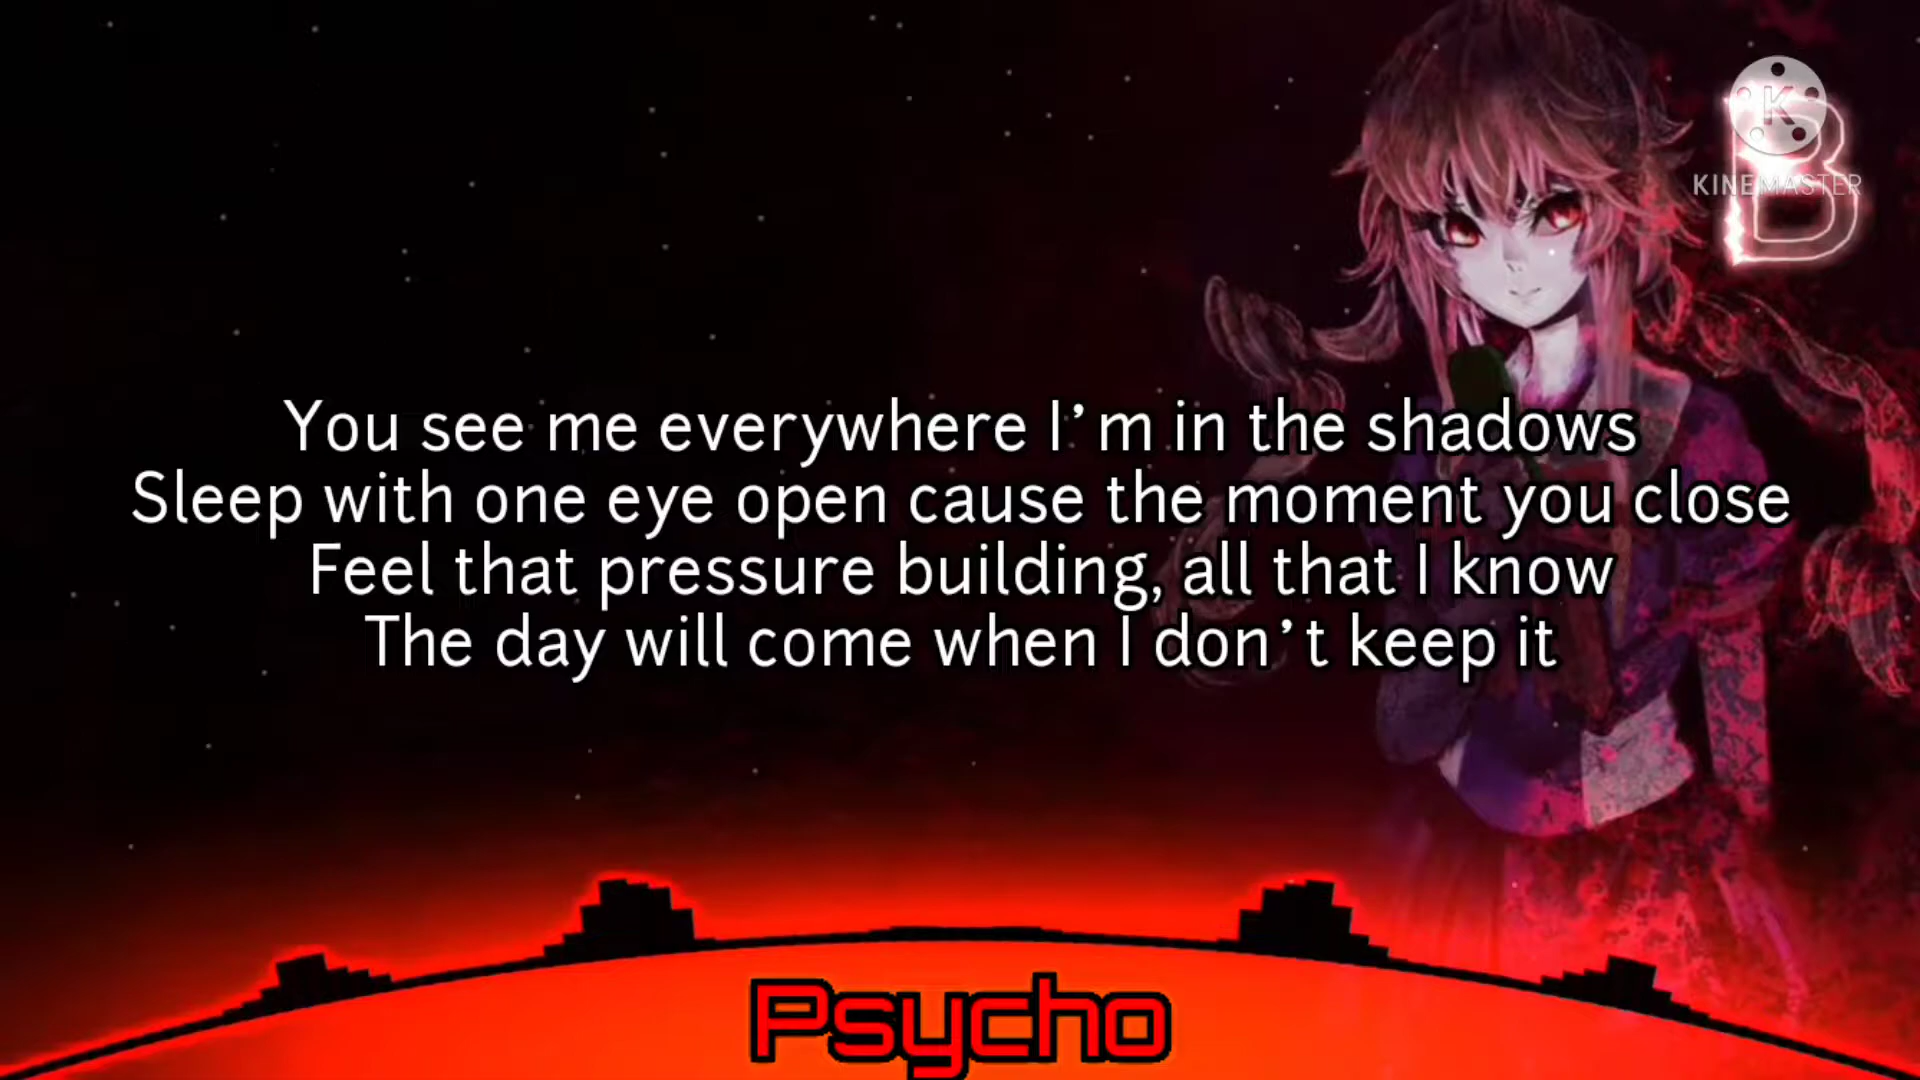 K
B
KINEMASTER
You see me everywhere I’m in the shadows
Sleep with one eye open cause the moment you close
Feel that pressure building, all that I know
The day will come when I don’t keep it
Psycho